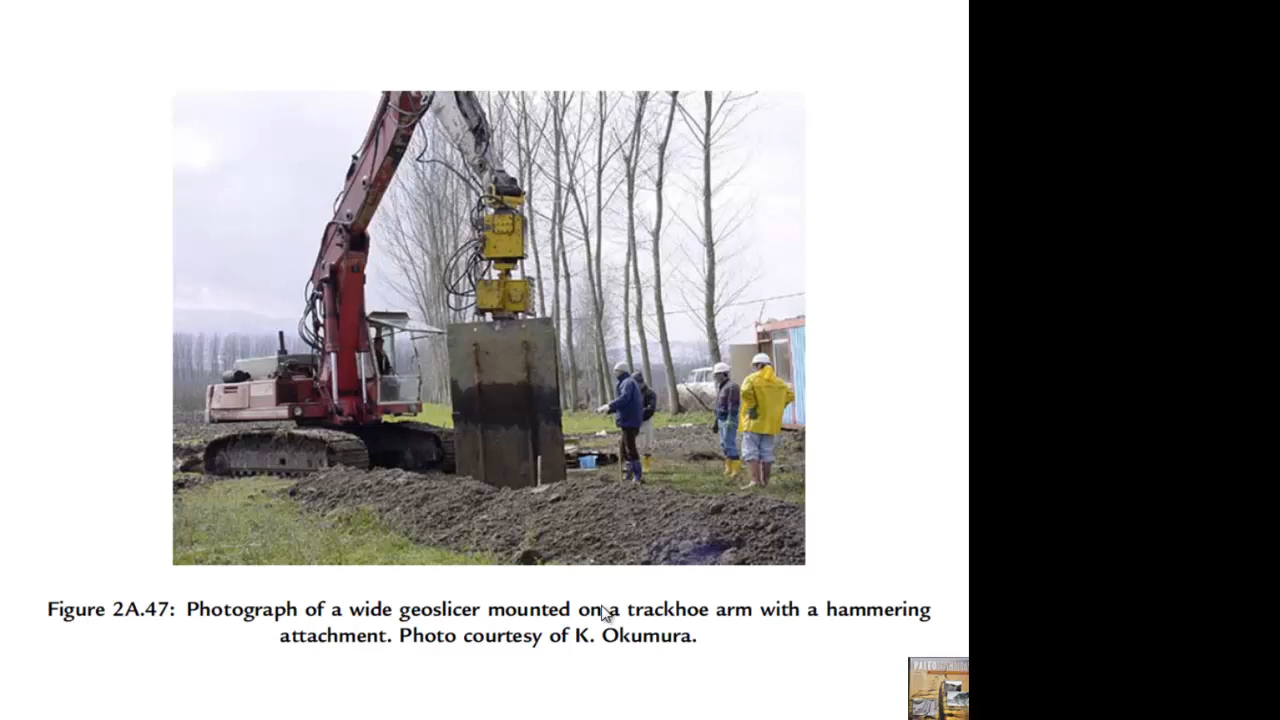 Figure 2A.47: Photograph of a wide geoslicer mounted on a trackhoe arm with a hammering
attachment. Photo courtesy of K. Okumura.